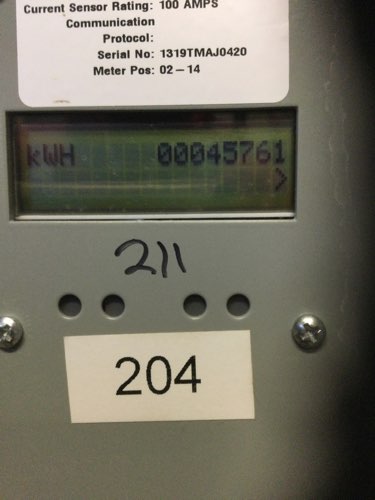 Current Sensor Rating: 100 AMPS
Communication
Protocol:
Serial No: 1319TMAJ0420
Meter Pos: 02-14
kWH 00045761
>
211
204